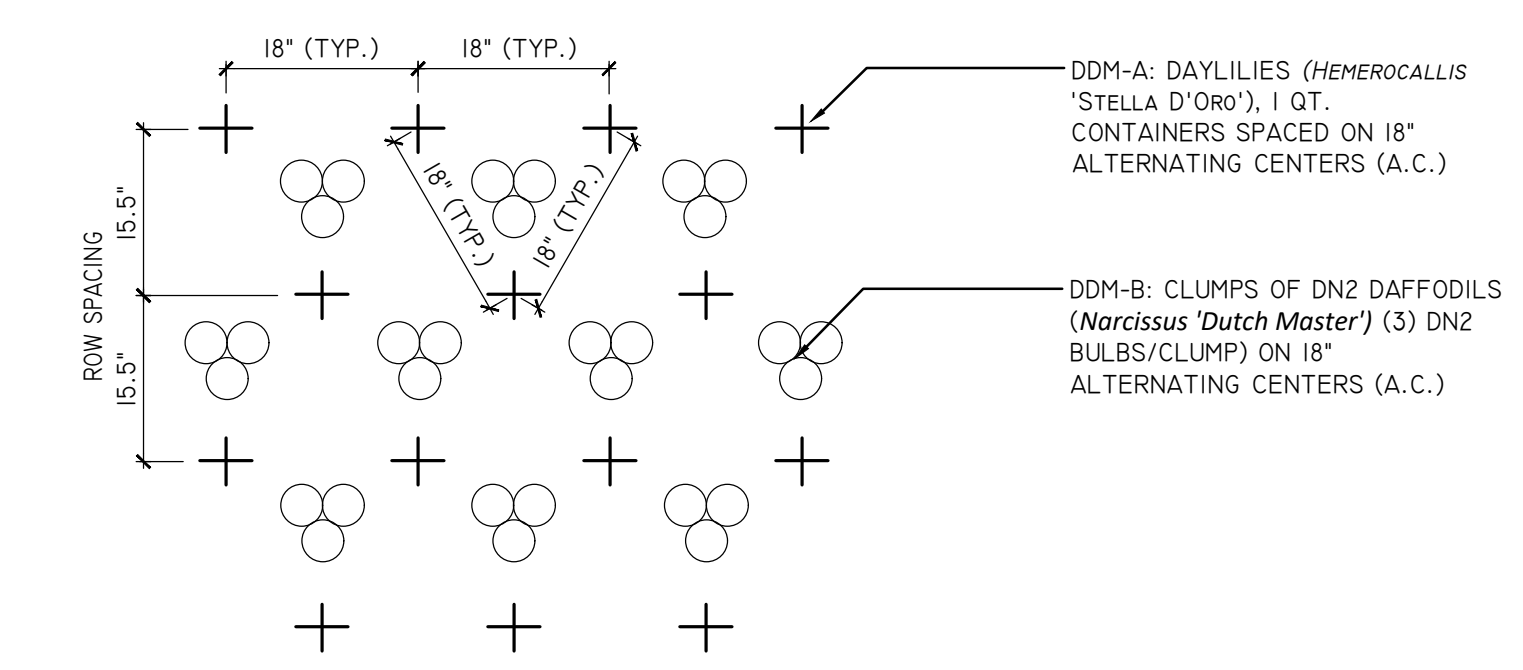 18" (TYP.)
18" (TYP.)
DDM-A: DAYLILIES (HEMEROCALLIS
'STELLA D'ORO'), 1 QT.
CONTAINERS SPACED ON 18"
ALTERNATING CENTERS (A.C.)
18" (TYP.)
18" (TYP.)
ROW SPACING
15.5"
15.5"
DDM-B: CLUMPS OF DN2 DAFFODILS
(Narcissus 'Dutch Master') (3) DN2
BULBS/CLUMP) ON 18"
ALTERNATING CENTERS (A.C.)